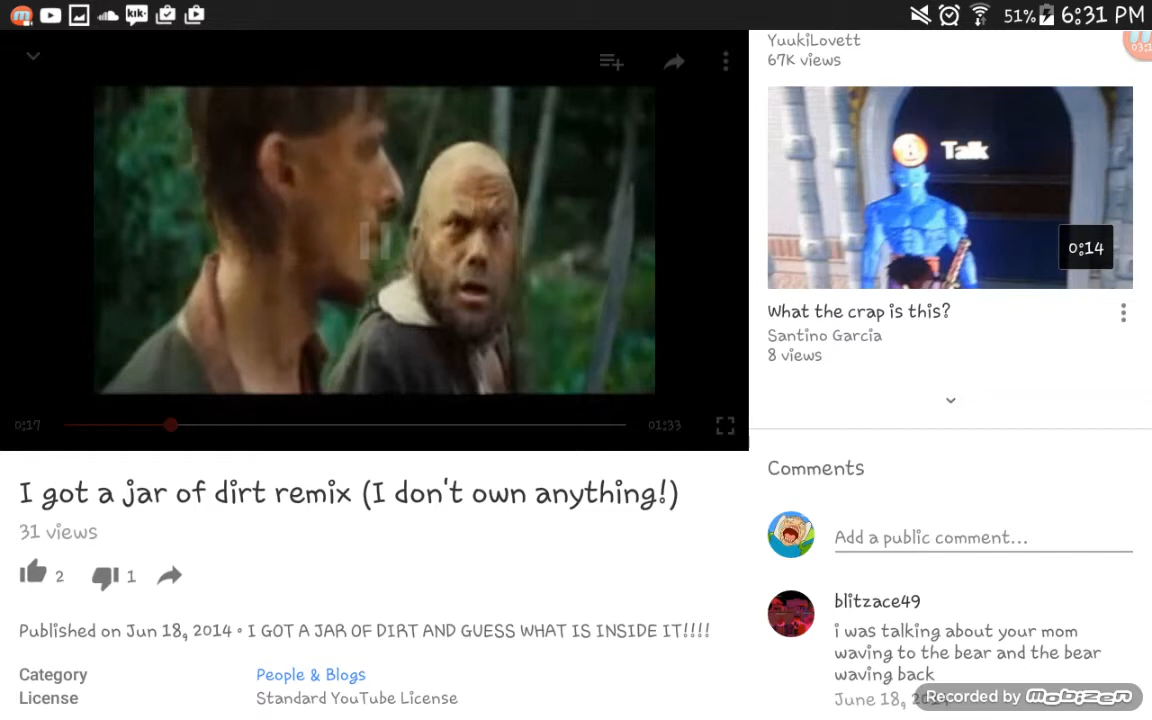 kik•
51%
6:31 PM
YuukiLovett
67K views
03:1
Talk
0:14
What the crap is this?
Santino Garcia
8 views
0:17
01:33
I got a jar of dirt remix (I don't own anything!)
31 views
2
1
Published on Jun 18, 2014 • I GOT A JAR OF DIRT AND GUESS WHAT IS INSIDE IT!!!!
Category
People & Blogs
License
Standard YouTube License
Comments
Add a public comment...
blitzace49
i was talking about your mom
waving to the bear and the bear
waving back
June 18,
Recorded by Mobizen